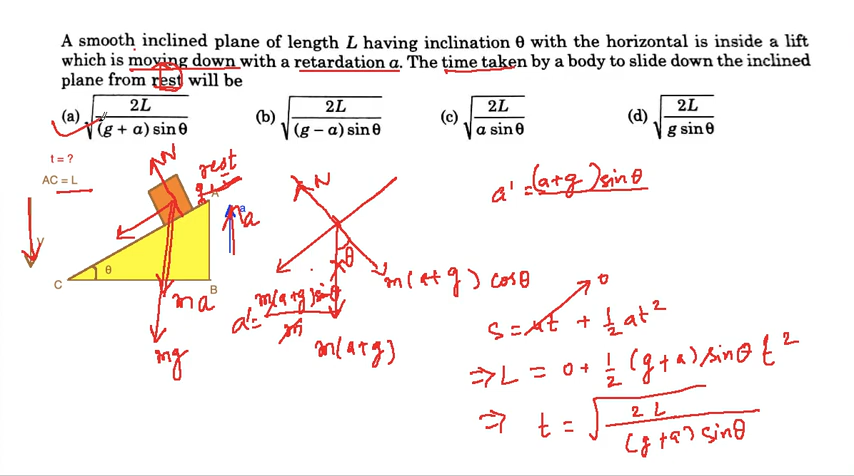 A smooth inclined plane of length L having inclination θ with the horizontal is inside a lift
which is moving down with a retardation a. The time taken by a body to slide down the inclined
plane from rest will be
(a) √(2L / (g + a) sin θ) (b) √(2L / (g – a) sin θ) (c) √(2L / a sin θ) (d) √(2L / g sin θ)
t = ?
AC = L
N
rest
A
a
a
V
C
θ
B
ma
mg
N
θ
m(a+g) cosθ
a' = m(a+g)sinθ / m
m(a+g)
a' = (a+g) sinθ
0
S = ut + 1/2 at²
⇒ L = 0 + 1/2 (g+a) sinθ t²
⇒ t = √(2L / (g+a) sinθ)